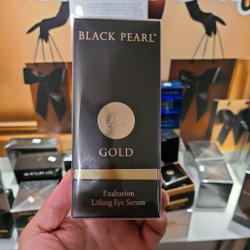 BLACK PEARL®
GOLD
Exaltation
Lifting Eye Serum